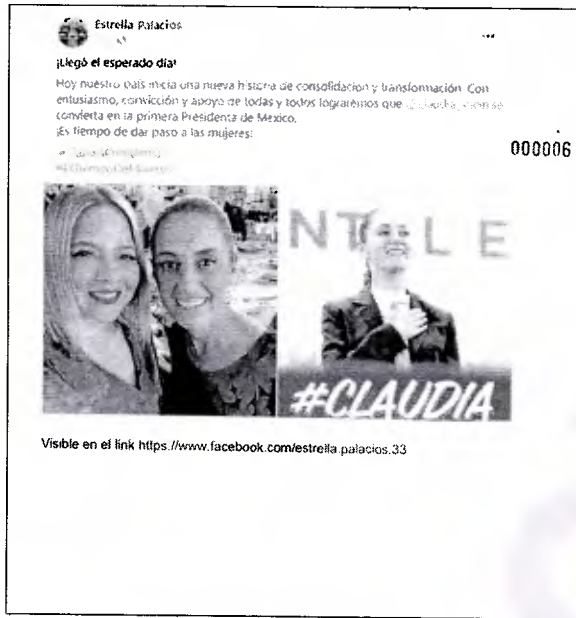 Estrella Palacios
...
¡Llegó el esperado día!
Hoy nuestro país inicia una nueva historia de consolidación y transformación. Con
entusiasmo, convicción y apoyo de todas y todos lograremos que
convierta en la primera Presidenta de México.
¡Es tiempo de dar paso a las mujeres!
000006
#CLAUDIA
Visible en el link https://www.facebook.com/estrella.palacios.33